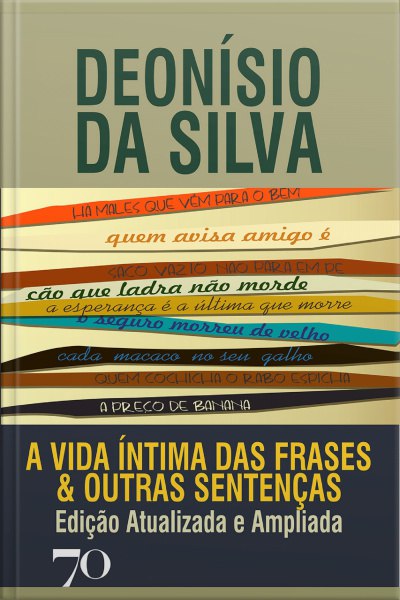 DEONÍSIO
DA SILVA
HÁ MALES QUE VÊM PARA O BEM
quem avisa amigo é
SACO VAZIO NÃO PARA EM PÉ
cão que ladra não morde
a esperança é a última que morre
o seguro morreu de velho
cada macaco no seu galho
QUEM COCHICHA O RABO ESPICHA
A PREÇO DE BANANA
A VIDA ÍNTIMA DAS FRASES
& OUTRAS SENTENÇAS
Edição Atualizada e Ampliada
70